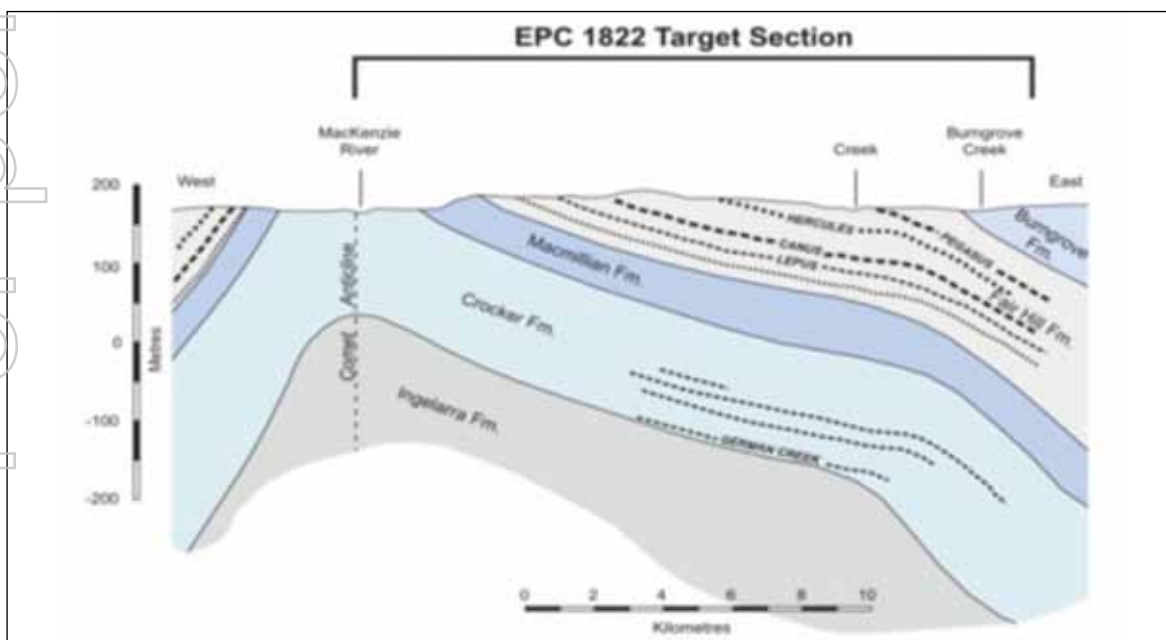 EPC 1822 Target Section
MacKenzie
River
Creek
Burngrove
Creek
West
East
200
100
0
-100
-200
Metres
HERCULES
PEGASUS
CANUS
LEPUS
Burngrove
Fm.
Fair Hill Fm.
Macmillian Fm.
Crocker Fm.
Comet Anticline
Ingelarra Fm.
GERMAN CREEK
0 2 4 6 8 10
Kilometres